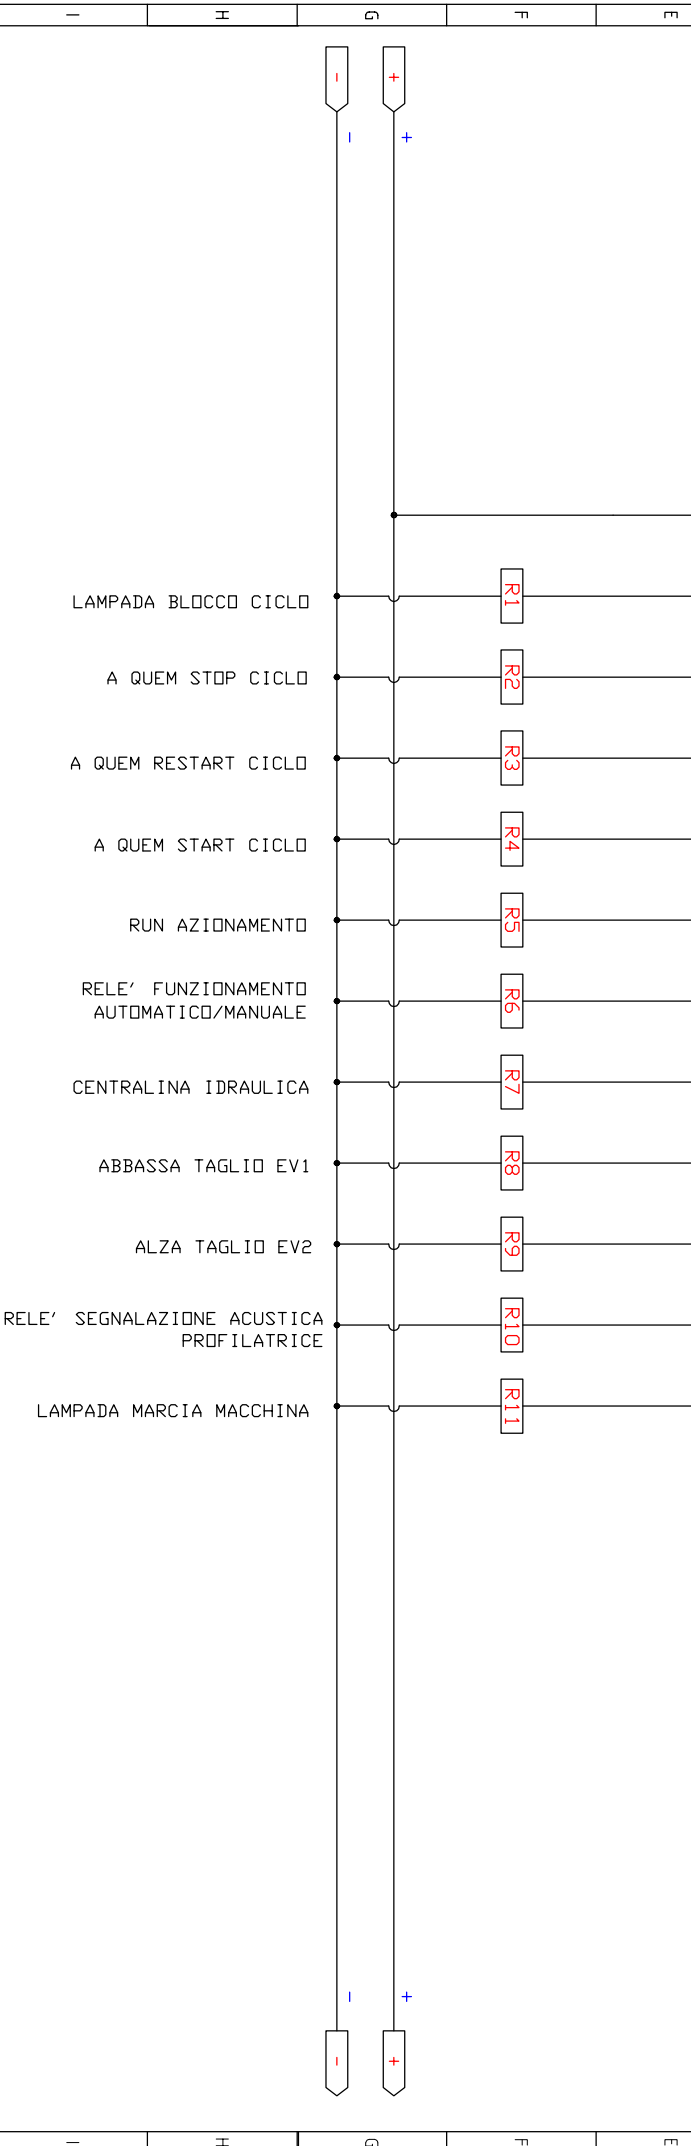 I H G F E
- +
- +
LAMPADA BLOCCO CICLO R1
A QUEM STOP CICLO R2
A QUEM RESTART CICLO R3
A QUEM START CICLO R4
RUN AZIONAMENTO R5
RELE' FUNZIONAMENTO
AUTOMATICO/MANUALE R6
CENTRALINA IDRAULICA R7
ABBASSA TAGLIO EV1 R8
ALZA TAGLIO EV2 R9
RELE' SEGNALAZIONE ACUSTICA
PROFILATRICE R10
LAMPADA MARCIA MACCHINA R11
- +
- +
I H G F E